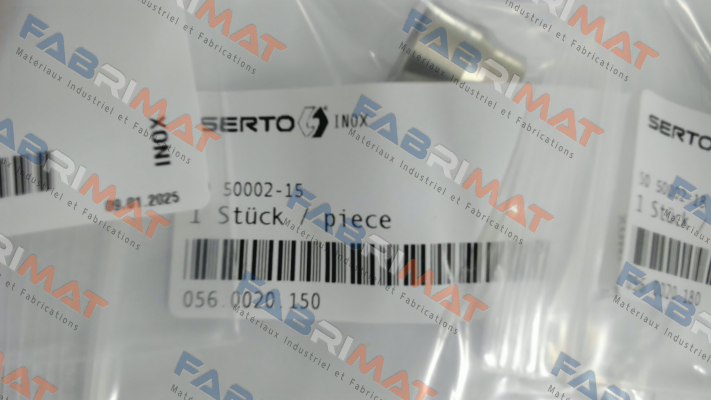 SERTO INOX
50002-15
1 Stück / piece
056.0020.150
INOX
09.01.2025
SERTO
1 Stück
FABRIMAT
Materiaux Industriel et Fabrications